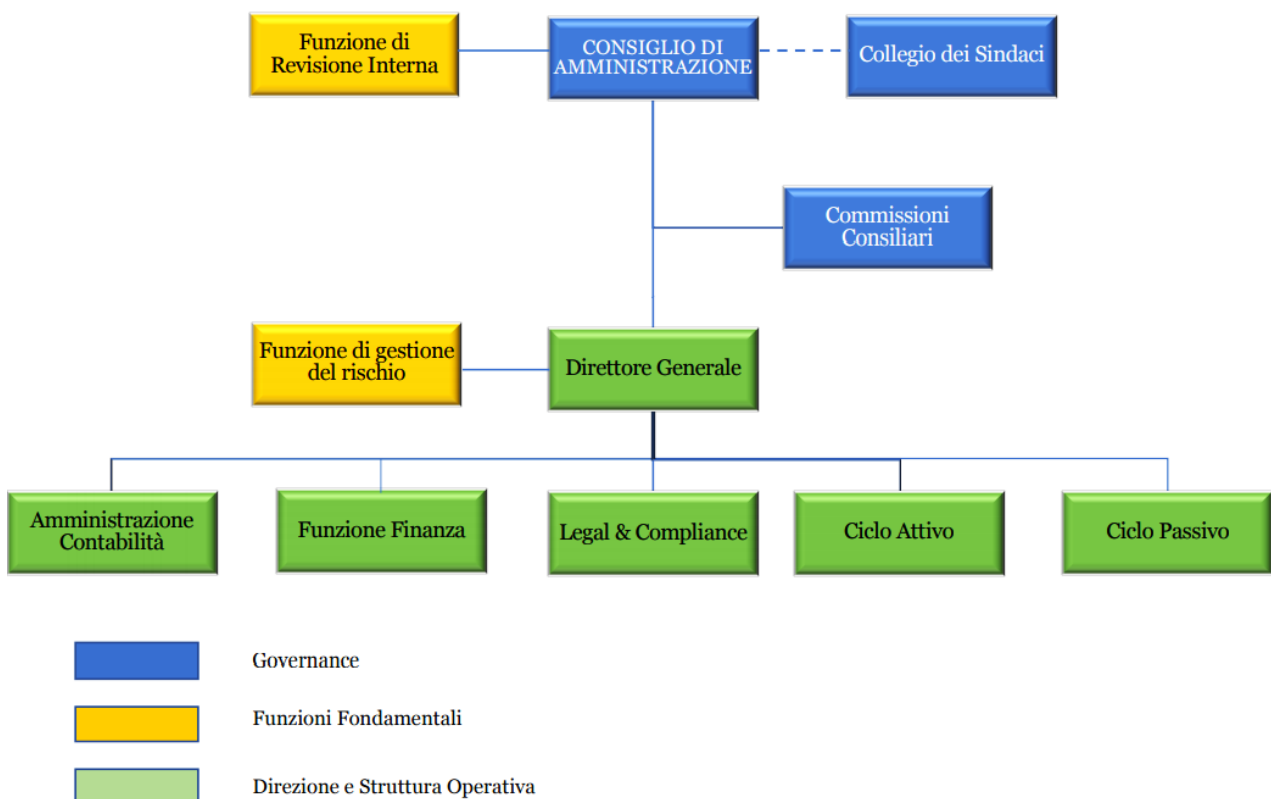 Funzione di
Revisione Interna
CONSIGLIO DI
AMMINISTRAZIONE
Collegio dei Sindaci
Commissioni
Consiliari
Funzione di gestione
del rischio
Direttore Generale
Amministrazione
Contabilità
Funzione Finanza
Legal & Compliance
Ciclo Attivo
Ciclo Passivo
Governance
Funzioni Fondamentali
Direzione e Struttura Operativa